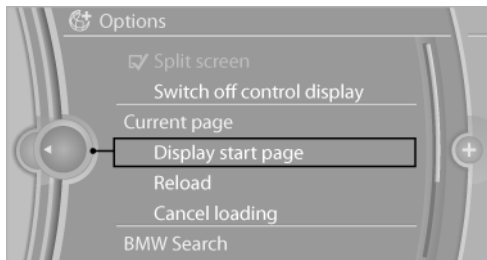 Options
Split screen
Switch off control display
Current page
Display start page
Reload
Cancel loading
BMW Search